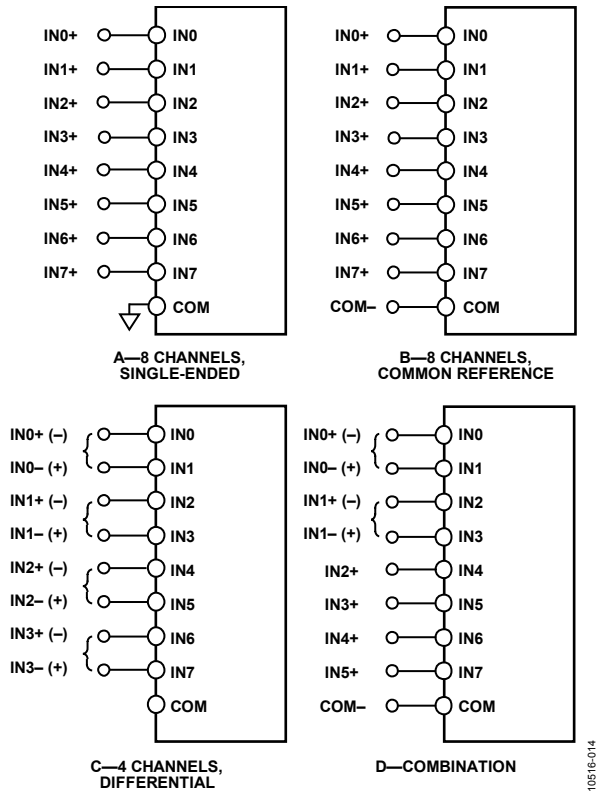 IN0+ IN0
IN1+ IN1
IN2+ IN2
IN3+ IN3
IN4+ IN4
IN5+ IN5
IN6+ IN6
IN7+ IN7
COM
A—8 CHANNELS,
SINGLE-ENDED
IN0+ IN0
IN1+ IN1
IN2+ IN2
IN3+ IN3
IN4+ IN4
IN5+ IN5
IN6+ IN6
IN7+ IN7
COM– COM
B—8 CHANNELS,
COMMON REFERENCE
IN0+ (–) IN0
IN0– (+) IN1
IN1+ (–) IN2
IN1– (+) IN3
IN2+ (–) IN4
IN2– (+) IN5
IN3+ (–) IN6
IN3– (+) IN7
COM
C—4 CHANNELS,
DIFFERENTIAL
IN0+ (–) IN0
IN0– (+) IN1
IN1+ (–) IN2
IN1– (+) IN3
IN2+ IN4
IN3+ IN5
IN4+ IN6
IN5+ IN7
COM– COM
D—COMBINATION
10516-014